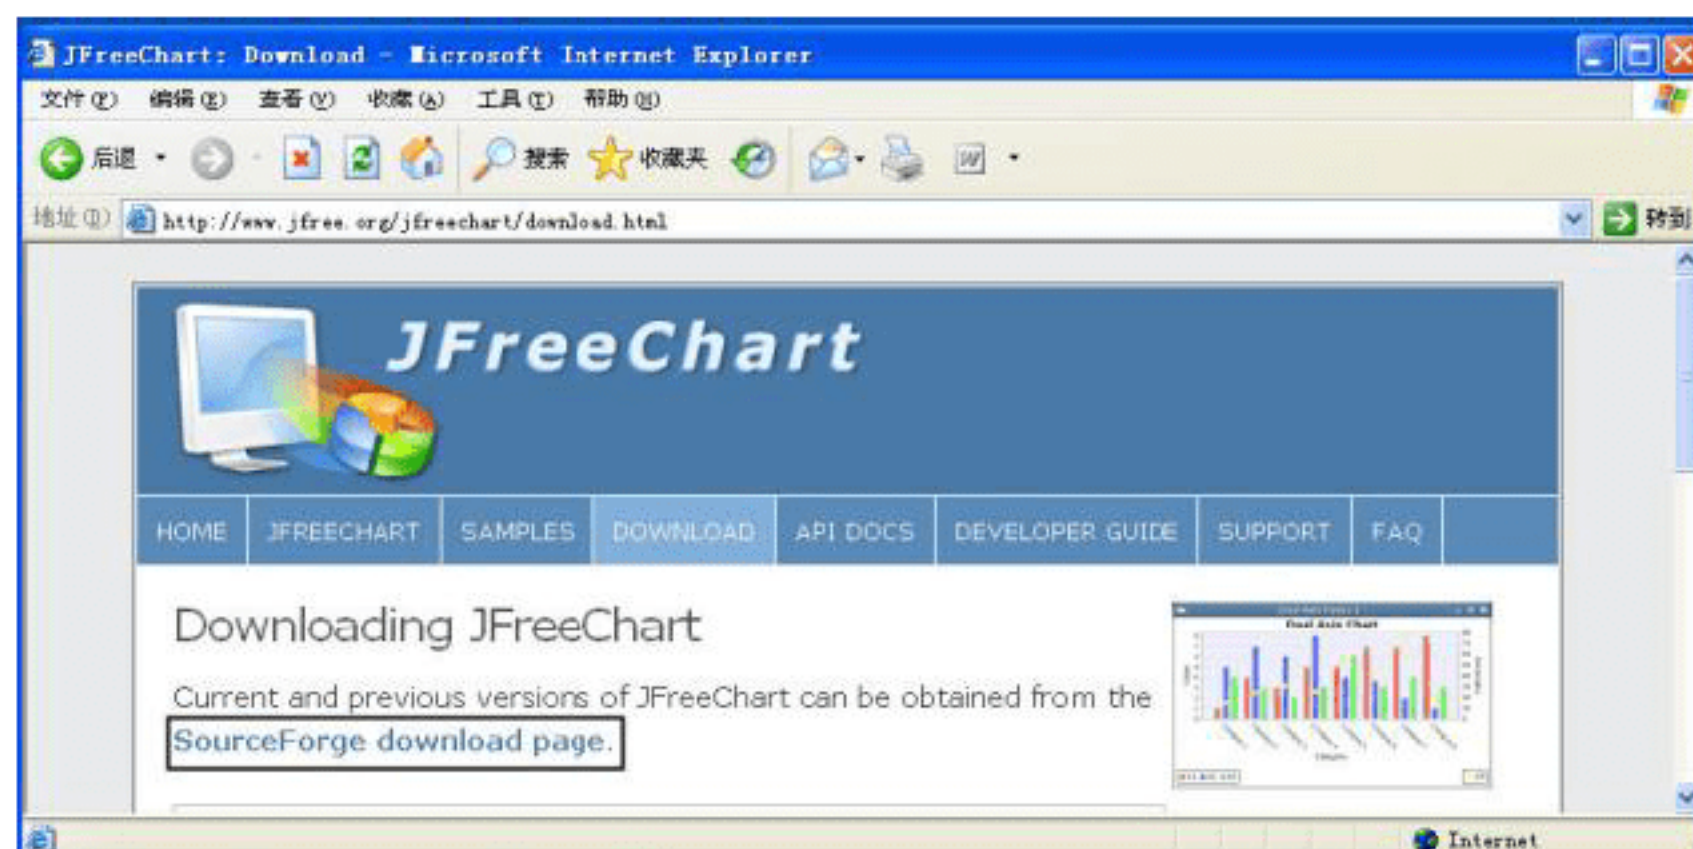 JFreeChart: Download - Microsoft Internet Explorer
文件(F) 编辑(E) 查看(V) 收藏(A) 工具(T) 帮助(H)
后退 搜索 收藏夹
地址(D) http://www.jfree.org/jfreechart/download.html 转到
JFreeChart
HOME JFREECHART SAMPLES DOWNLOAD API DOCS DEVELOPER GUIDE SUPPORT FAQ
Downloading JFreeChart
Dual Axis Chart
Current and previous versions of JFreeChart can be obtained from the
SourceForge download page.
Internet